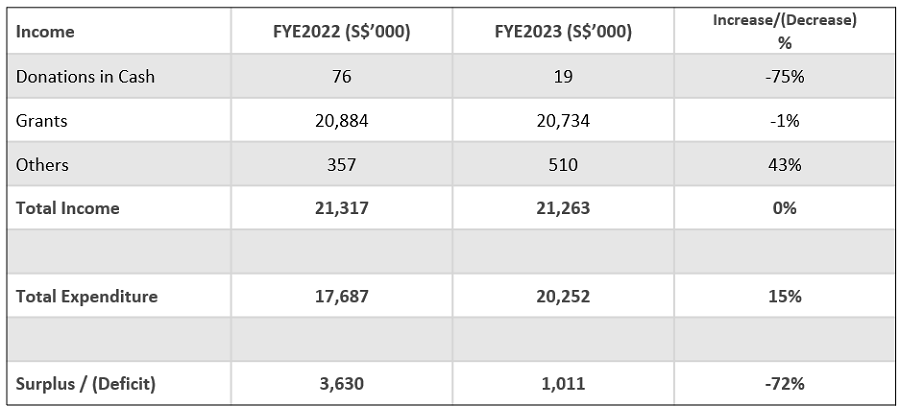 Income FYE2022 (S$’000) FYE2023 (S$’000) Increase/(Decrease) %
Donations in Cash 76 19 -75%
Grants 20,884 20,734 -1%
Others 357 510 43%
Total Income 21,317 21,263 0%
Total Expenditure 17,687 20,252 15%
Surplus / (Deficit) 3,630 1,011 -72%